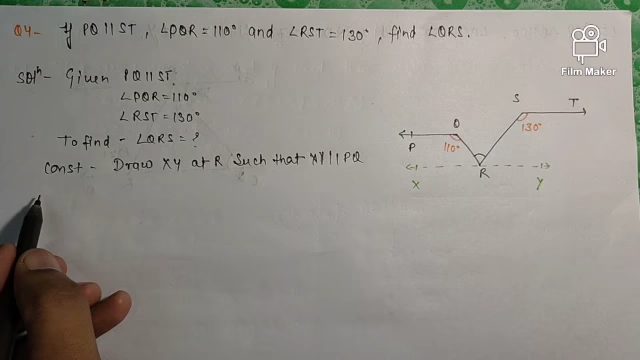 Q4- If PQ || ST, ∠PQR = 110° and ∠RST = 130°, find ∠QRS.
Film Maker
Solⁿ- Given PQ || ST.
∠PQR = 110°
∠RST = 130°
To find - ∠QRS = ?
Const - Draw XY at R Such that XY || PQ
S
T
Q
130°
P
110°
R
X
Y